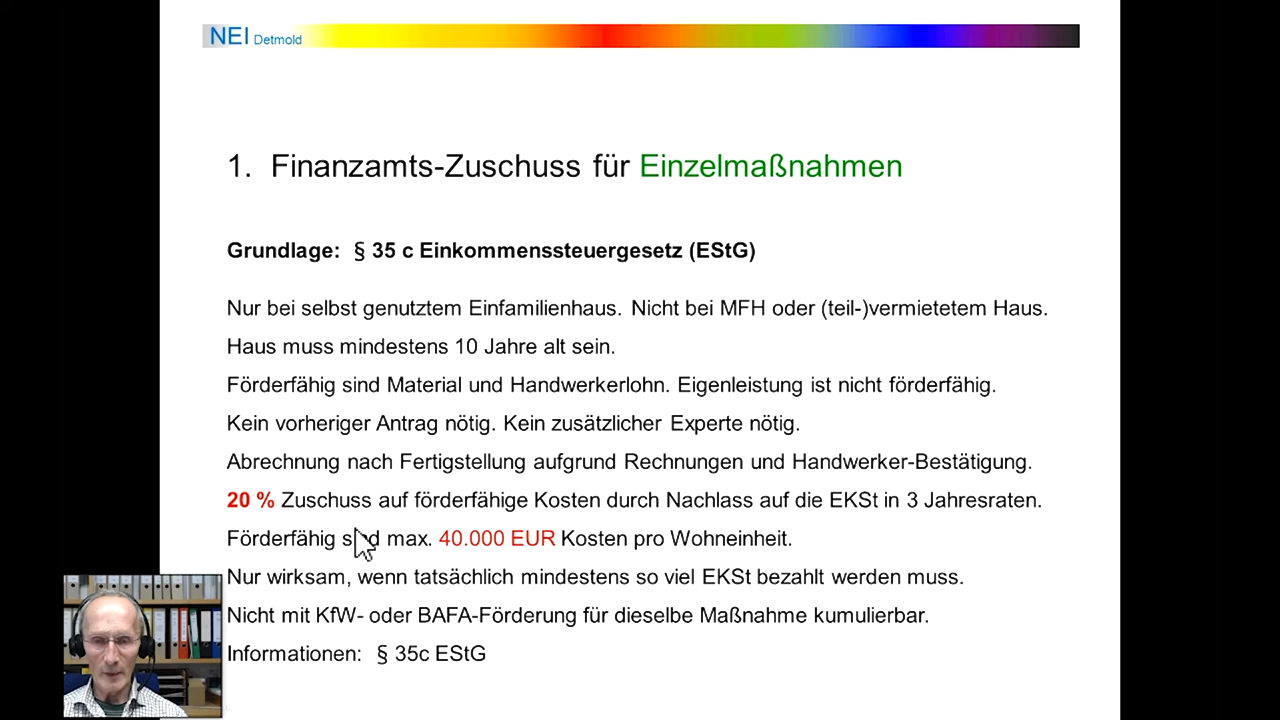 NEI Detmold
1. Finanzamts-Zuschuss für Einzelmaßnahmen
Grundlage: § 35 c Einkommenssteuergesetz (EStG)
Nur bei selbst genutztem Einfamilienhaus. Nicht bei MFH oder (teil-)vermietetem Haus.
Haus muss mindestens 10 Jahre alt sein.
Förderfähig sind Material und Handwerkerlohn. Eigenleistung ist nicht förderfähig.
Kein vorheriger Antrag nötig. Kein zusätzlicher Experte nötig.
Abrechnung nach Fertigstellung aufgrund Rechnungen und Handwerker-Bestätigung.
20 % Zuschuss auf förderfähige Kosten durch Nachlass auf die EKSt in 3 Jahresraten.
Förderfähig sind max. 40.000 EUR Kosten pro Wohneinheit.
Nur wirksam, wenn tatsächlich mindestens so viel EKSt bezahlt werden muss.
Nicht mit KfW- oder BAFA-Förderung für dieselbe Maßnahme kumulierbar.
Informationen: § 35c EStG